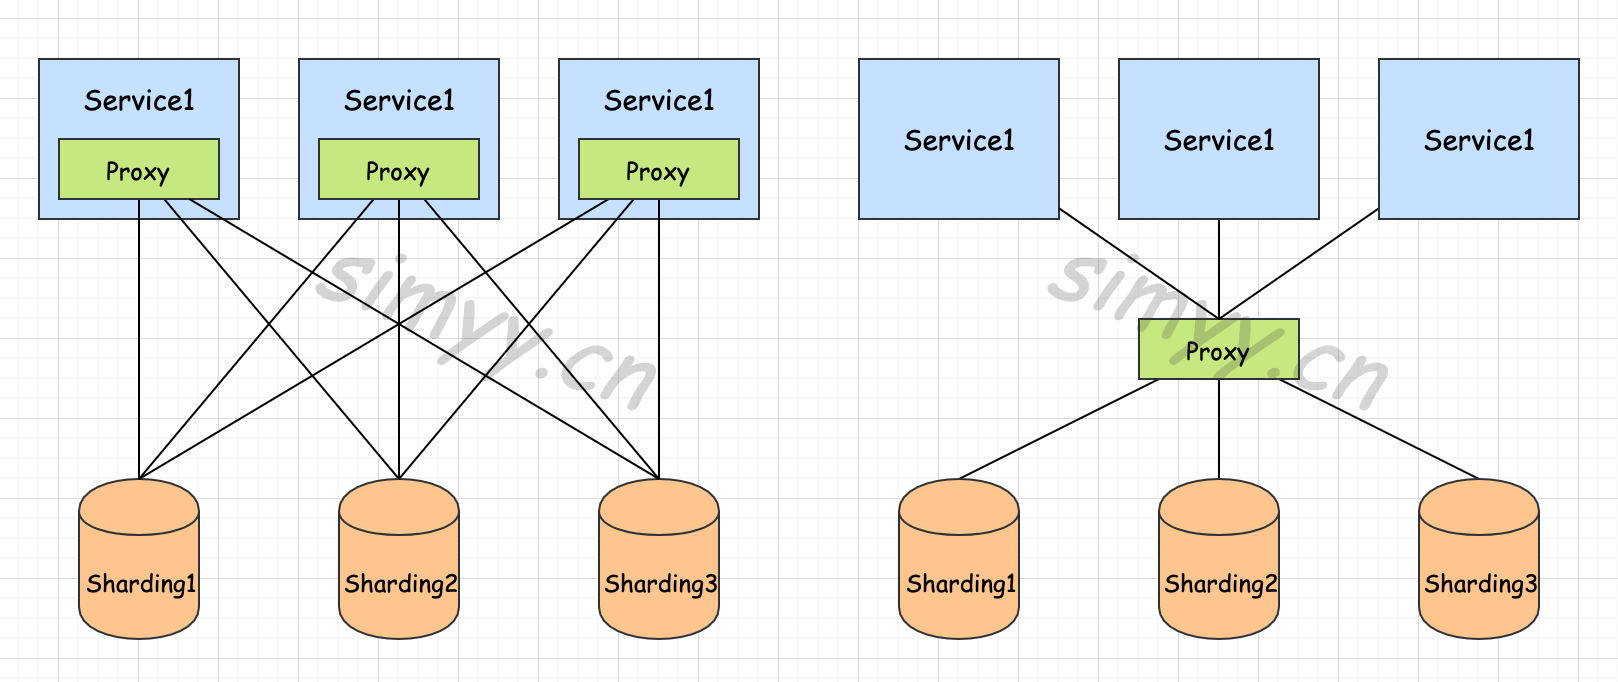 Service1
Service1
Service1
Service1
Service1
Service1
Proxy
Proxy
Proxy
simyy.cn
simyy.cn
Proxy
Sharding1
Sharding2
Sharding3
Sharding1
Sharding2
Sharding3